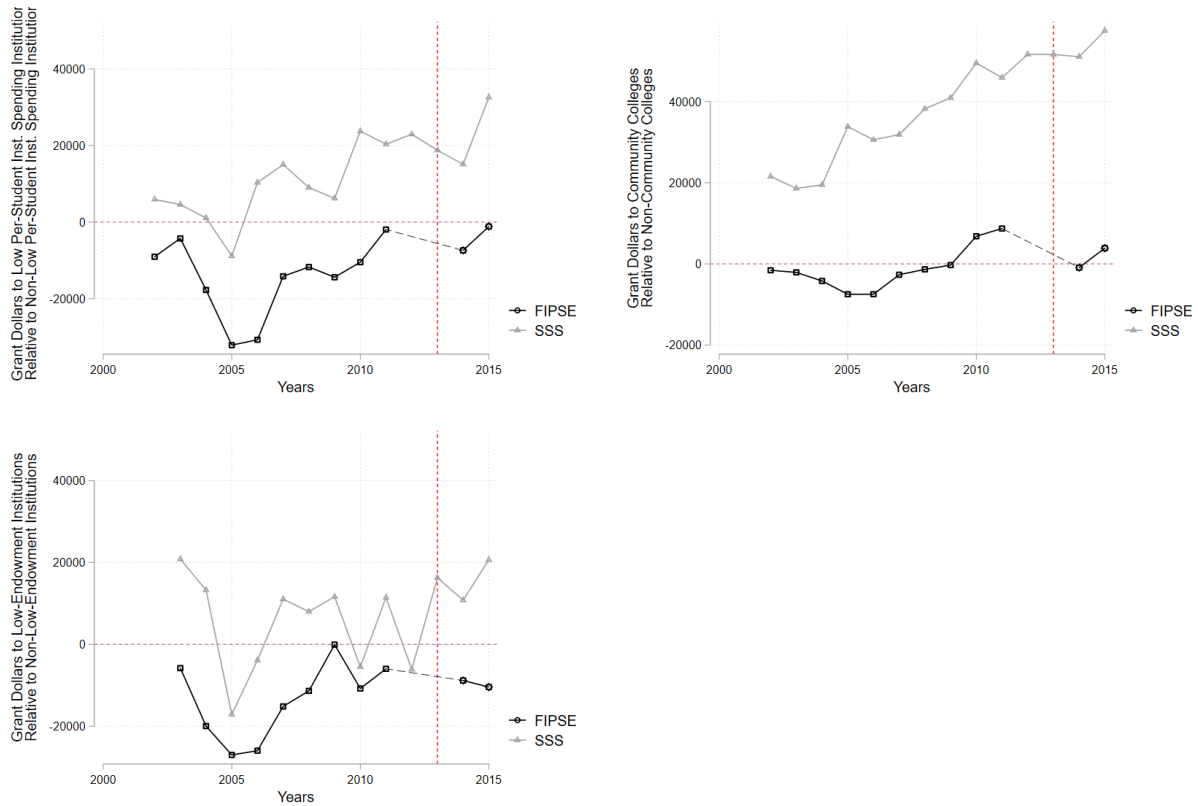 Grant Dollars to Low Per-Student Inst. Spending Institutior
Relative to Non-Low Per-Student Inst. Spending Institutior
40000
20000
0
-20000
2000
2005
2010
2015
Years
FIPSE
SSS
Grant Dollars to Community Colleges
Relative to Non-Community Colleges
40000
20000
0
-20000
2000
2005
2010
2015
Years
FIPSE
SSS
Grant Dollars to Low-Endowment Institutions
Relative to Non-Low-Endowment Institutions
40000
20000
0
-20000
2000
2005
2010
2015
Years
FIPSE
SSS